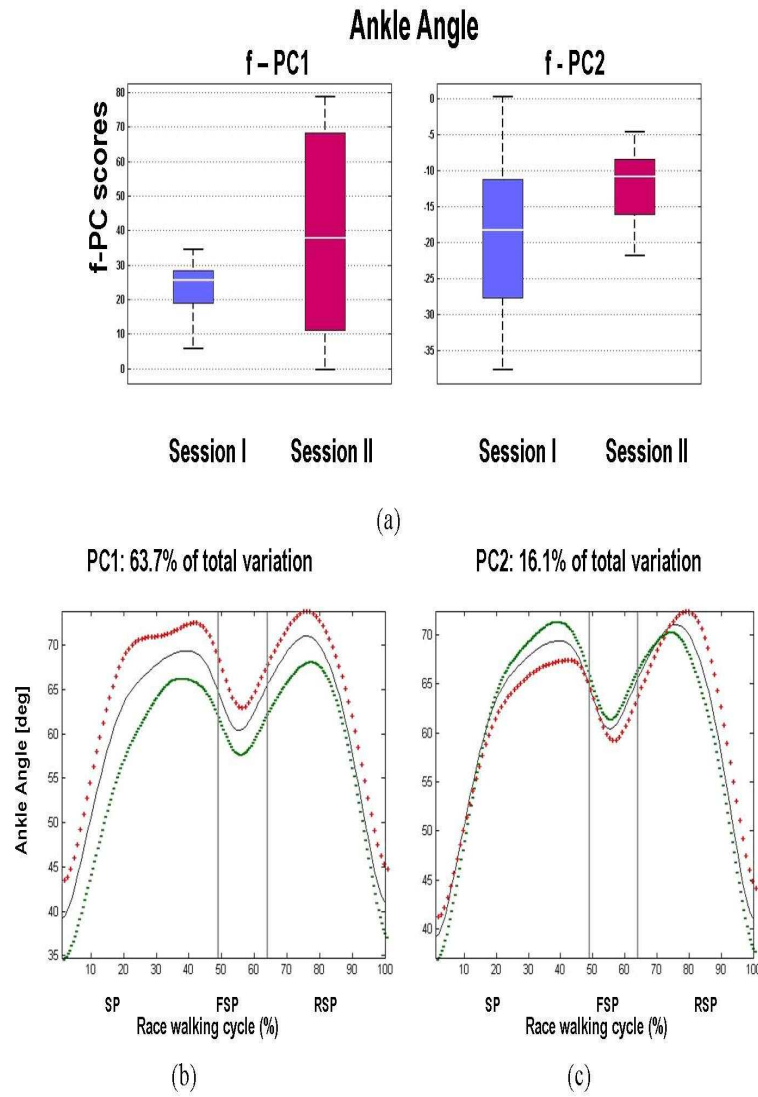 Ankle Angle
f – PC1
f - PC2
f-PC scores
80
70
60
50
40
30
20
10
0
0
-5
-10
-15
-20
-25
-30
-35
Session I
Session II
Session I
Session II
(a)
PC1: 63.7% of total variation
PC2: 16.1% of total variation
Ankle Angle [deg]
70
65
60
55
50
45
40
35
10 20 30 40 50 60 70 80 90 100
SP FSP RSP
Race walking cycle (%)
70
65
60
55
50
45
40
10 20 30 40 50 60 70 80 90 100
SP FSP RSP
Race walking cycle (%)
(b)
(c)